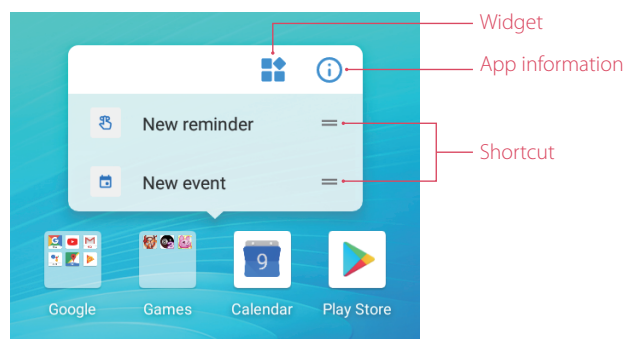 Widget
App information
New reminder
Shortcut
New event
9
Google
Games
Calendar
Play Store